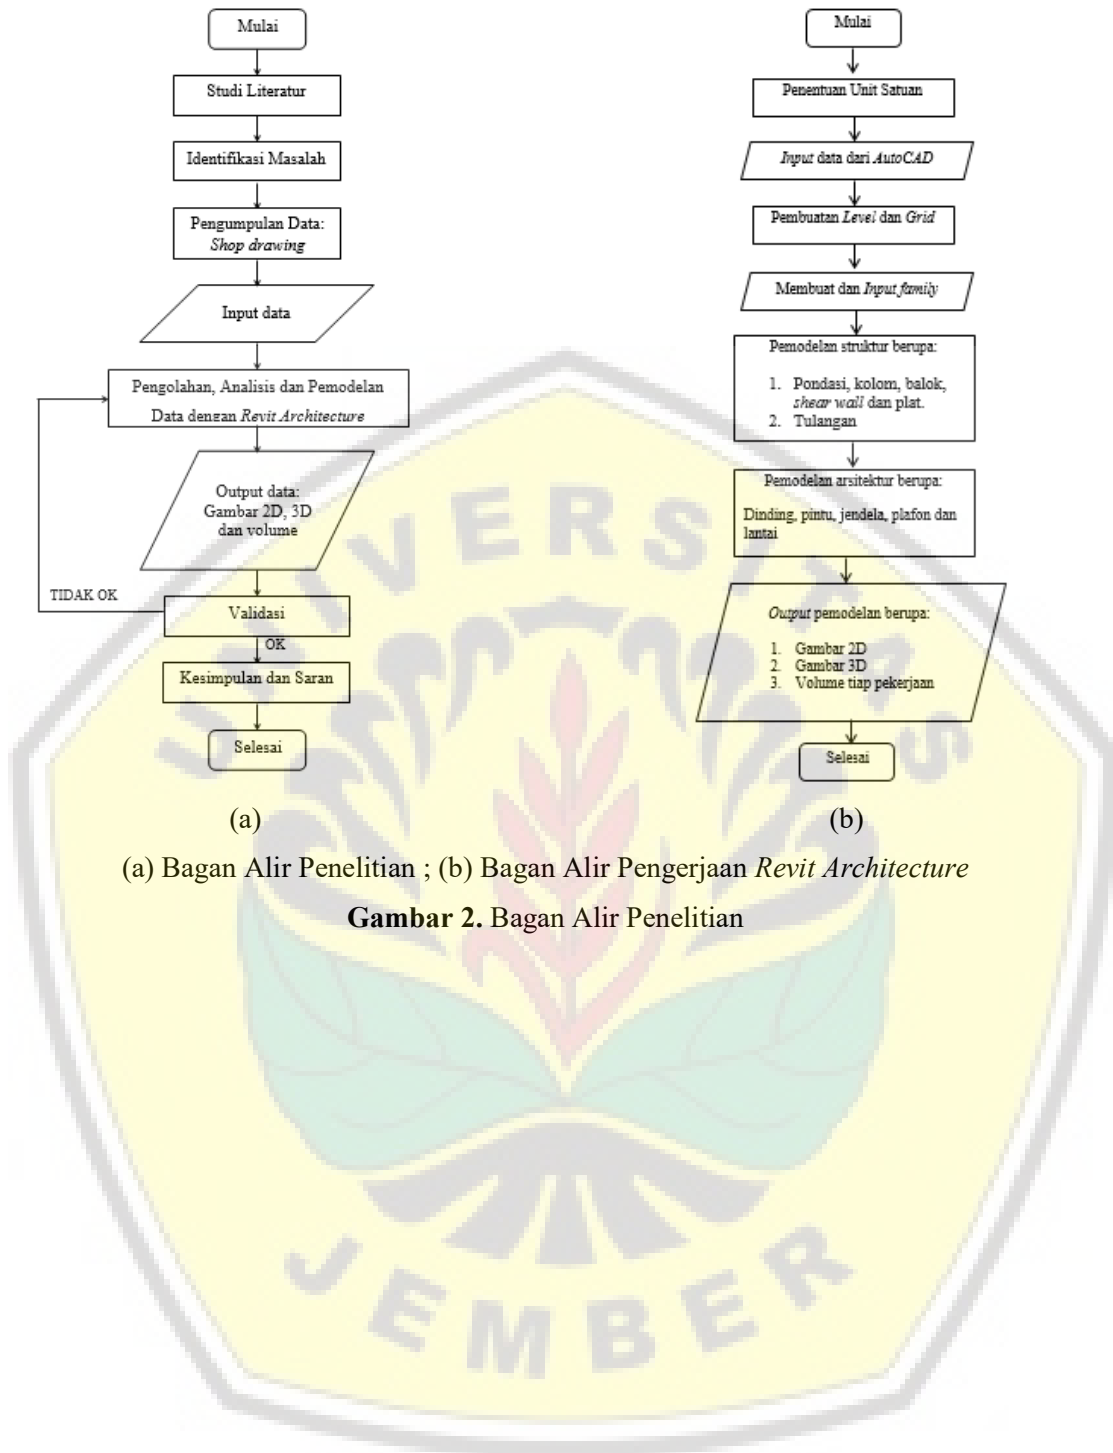 Mulai
Studi Literatur
Identifikasi Masalah
Pengumpulan Data:
Shop drawing
Input data
Pengolahan, Analisis dan Pemodelan
Data dengan Revit Architecture
Output data:
Gambar 2D, 3D
dan volume
TIDAK OK
Validasi
OK
Kesimpulan dan Saran
Selesai
(a)
Mulai
Penentuan Unit Satuan
Input data dari AutoCAD
Pembuatan Level dan Grid
Membuat dan Input family
Pemodelan struktur berupa:
1. Pondasi, kolom, balok,
shear wall dan plat.
2. Tulangan
Pemodelan arsitektur berupa:
Dinding, pintu, jendela, plafon dan
lantai
Output pemodelan berupa:
1. Gambar 2D
2. Gambar 3D
3. Volume tiap pekerjaan
Selesai
(b)
(a) Bagan Alir Penelitian ; (b) Bagan Alir Pengerjaan Revit Architecture
Gambar 2. Bagan Alir Penelitian
UNIVERSITAS
JEMBER